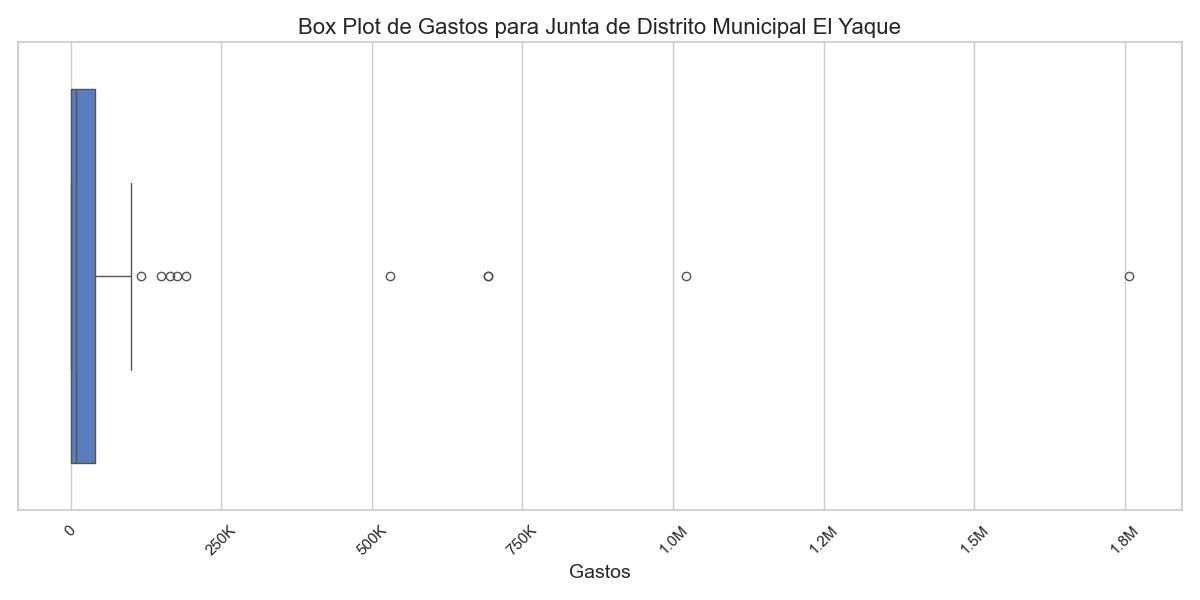 Box Plot de Gastos para Junta de Distrito Municipal El Yaque
0
250K
500K
750K
1.0M
1.2M
1.5M
1.8M
Gastos